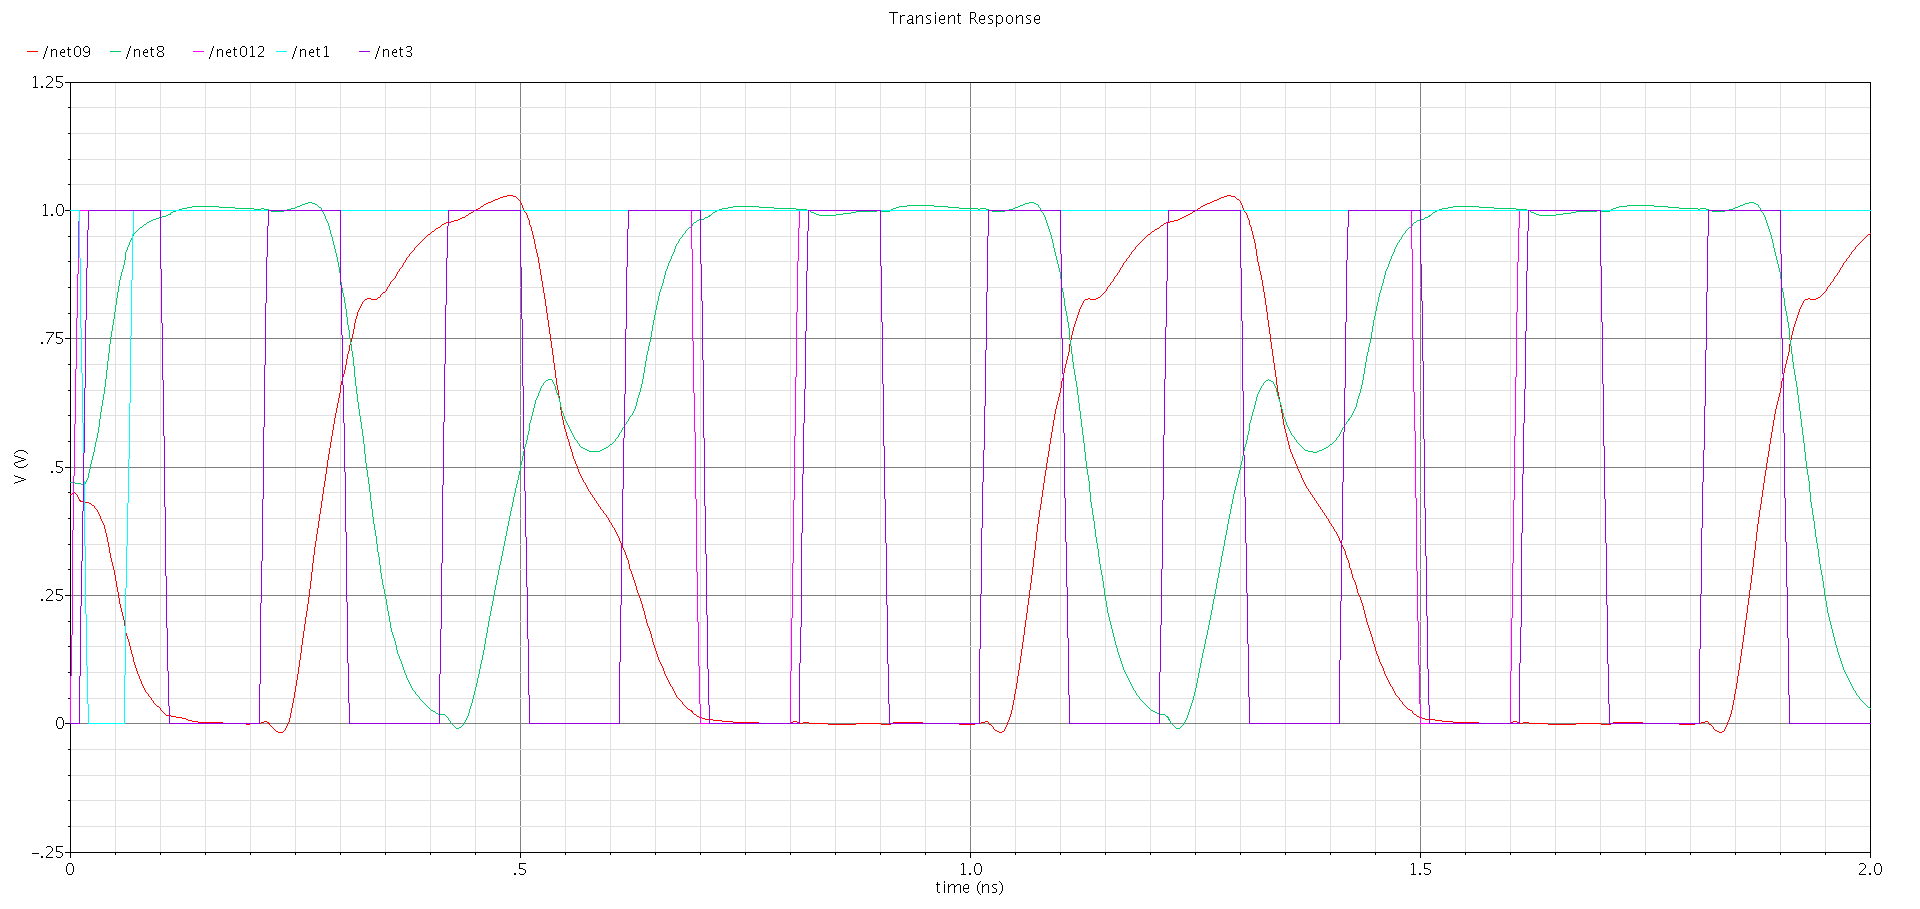 Transient Response
/net09 /net8 /net012 /net1 /net3
1.25
1.0
.75
.5
.25
0
-.25
V (V)
0 .5 1.0 1.5 2.0
time (ns)